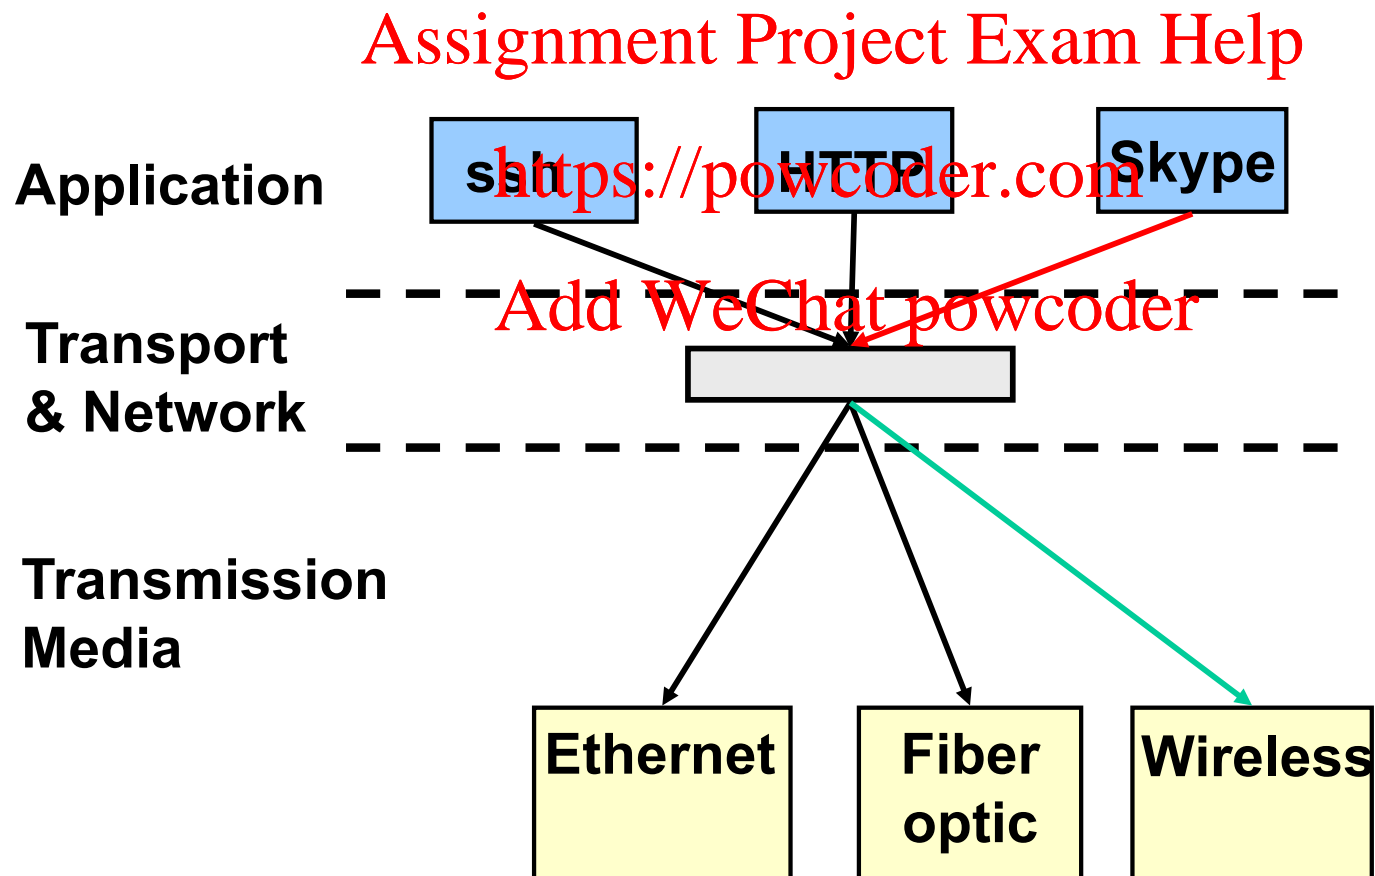 Assignment Project Exam Help
Application
ssh
HTTP
Skype
https://powcoder.com
Add WeChat powcoder
Transport
& Network
Transmission
Media
Ethernet
Fiber
optic
Wireless